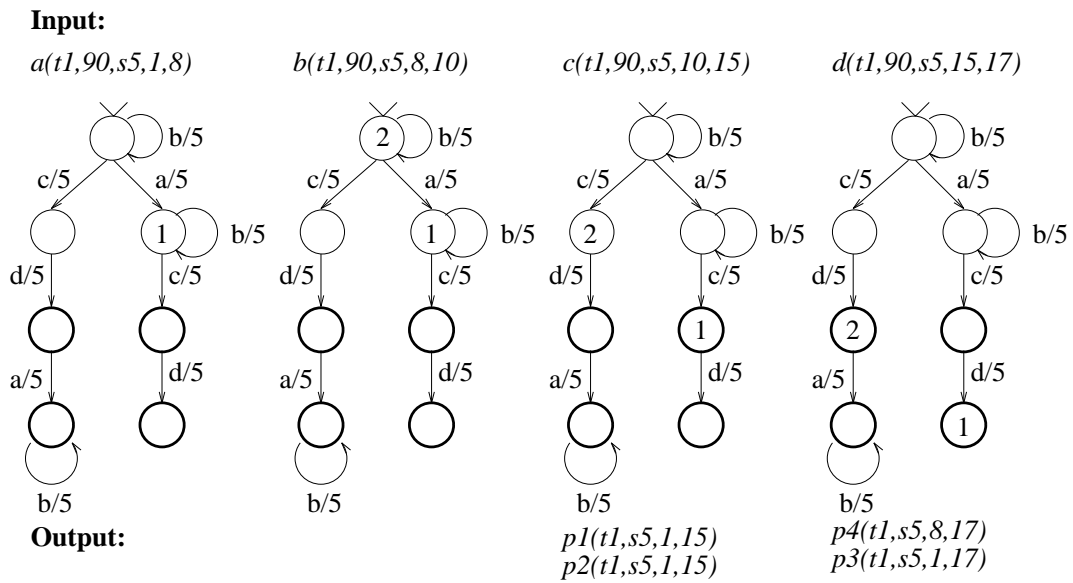 Input:
a(t1,90,s5,1,8) b(t1,90,s5,8,10) c(t1,90,s5,10,15) d(t1,90,s5,15,17)
b/5 2 b/5 b/5 b/5
c/5 a/5 c/5 a/5 c/5 a/5 c/5 a/5
1 b/5 1 b/5 2 b/5 b/5
d/5 c/5 d/5 c/5 d/5 c/5 d/5 c/5
1 2
a/5 d/5 a/5 d/5 a/5 d/5 a/5 d/5
1
b/5 b/5 b/5 b/5
Output: p1(t1,s5,1,15) p4(t1,s5,8,17)
p2(t1,s5,1,15) p3(t1,s5,1,17)